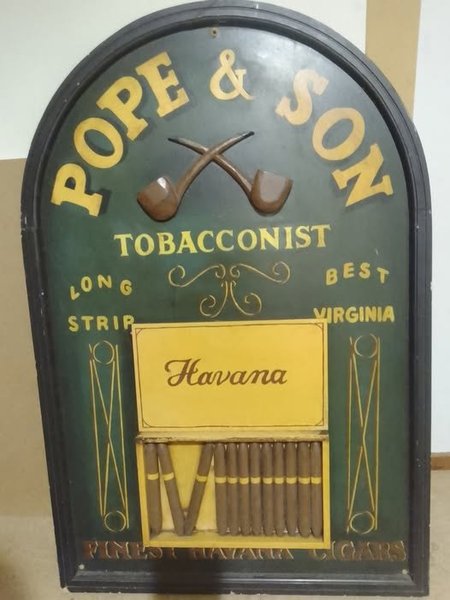 POPE & SON
TOBACCONIST
LONG
STRIP
BEST
VIRGINIA
Havana
FINEST HAVANA CIGARS